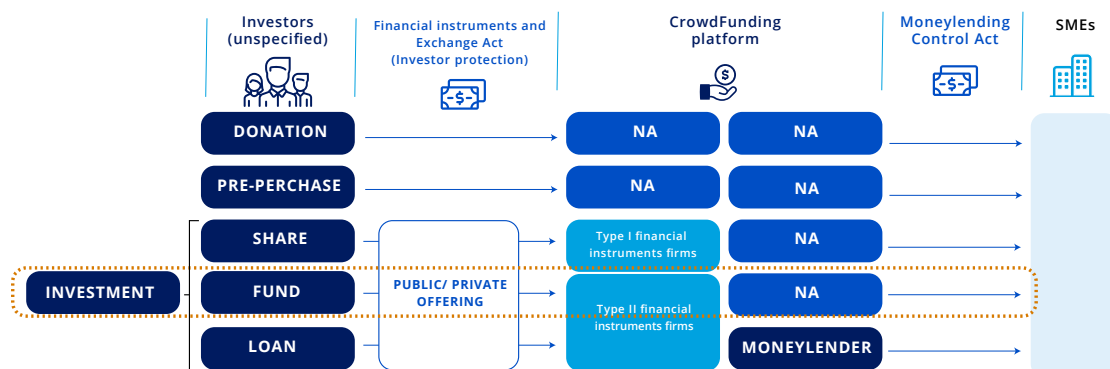 Investors
(unspecified)
Financial instruments and
Exchange Act
(Investor protection)
CrowdFunding
platform
Moneylending
Control Act
SMEs
$
$
$
DONATION
NA
NA
PRE-PERCHASE
NA
NA
SHARE
Type I financial
instruments firms
NA
INVESTMENT
FUND
PUBLIC/ PRIVATE
OFFERING
Type II financial
instruments firms
NA
LOAN
MONEYLENDER